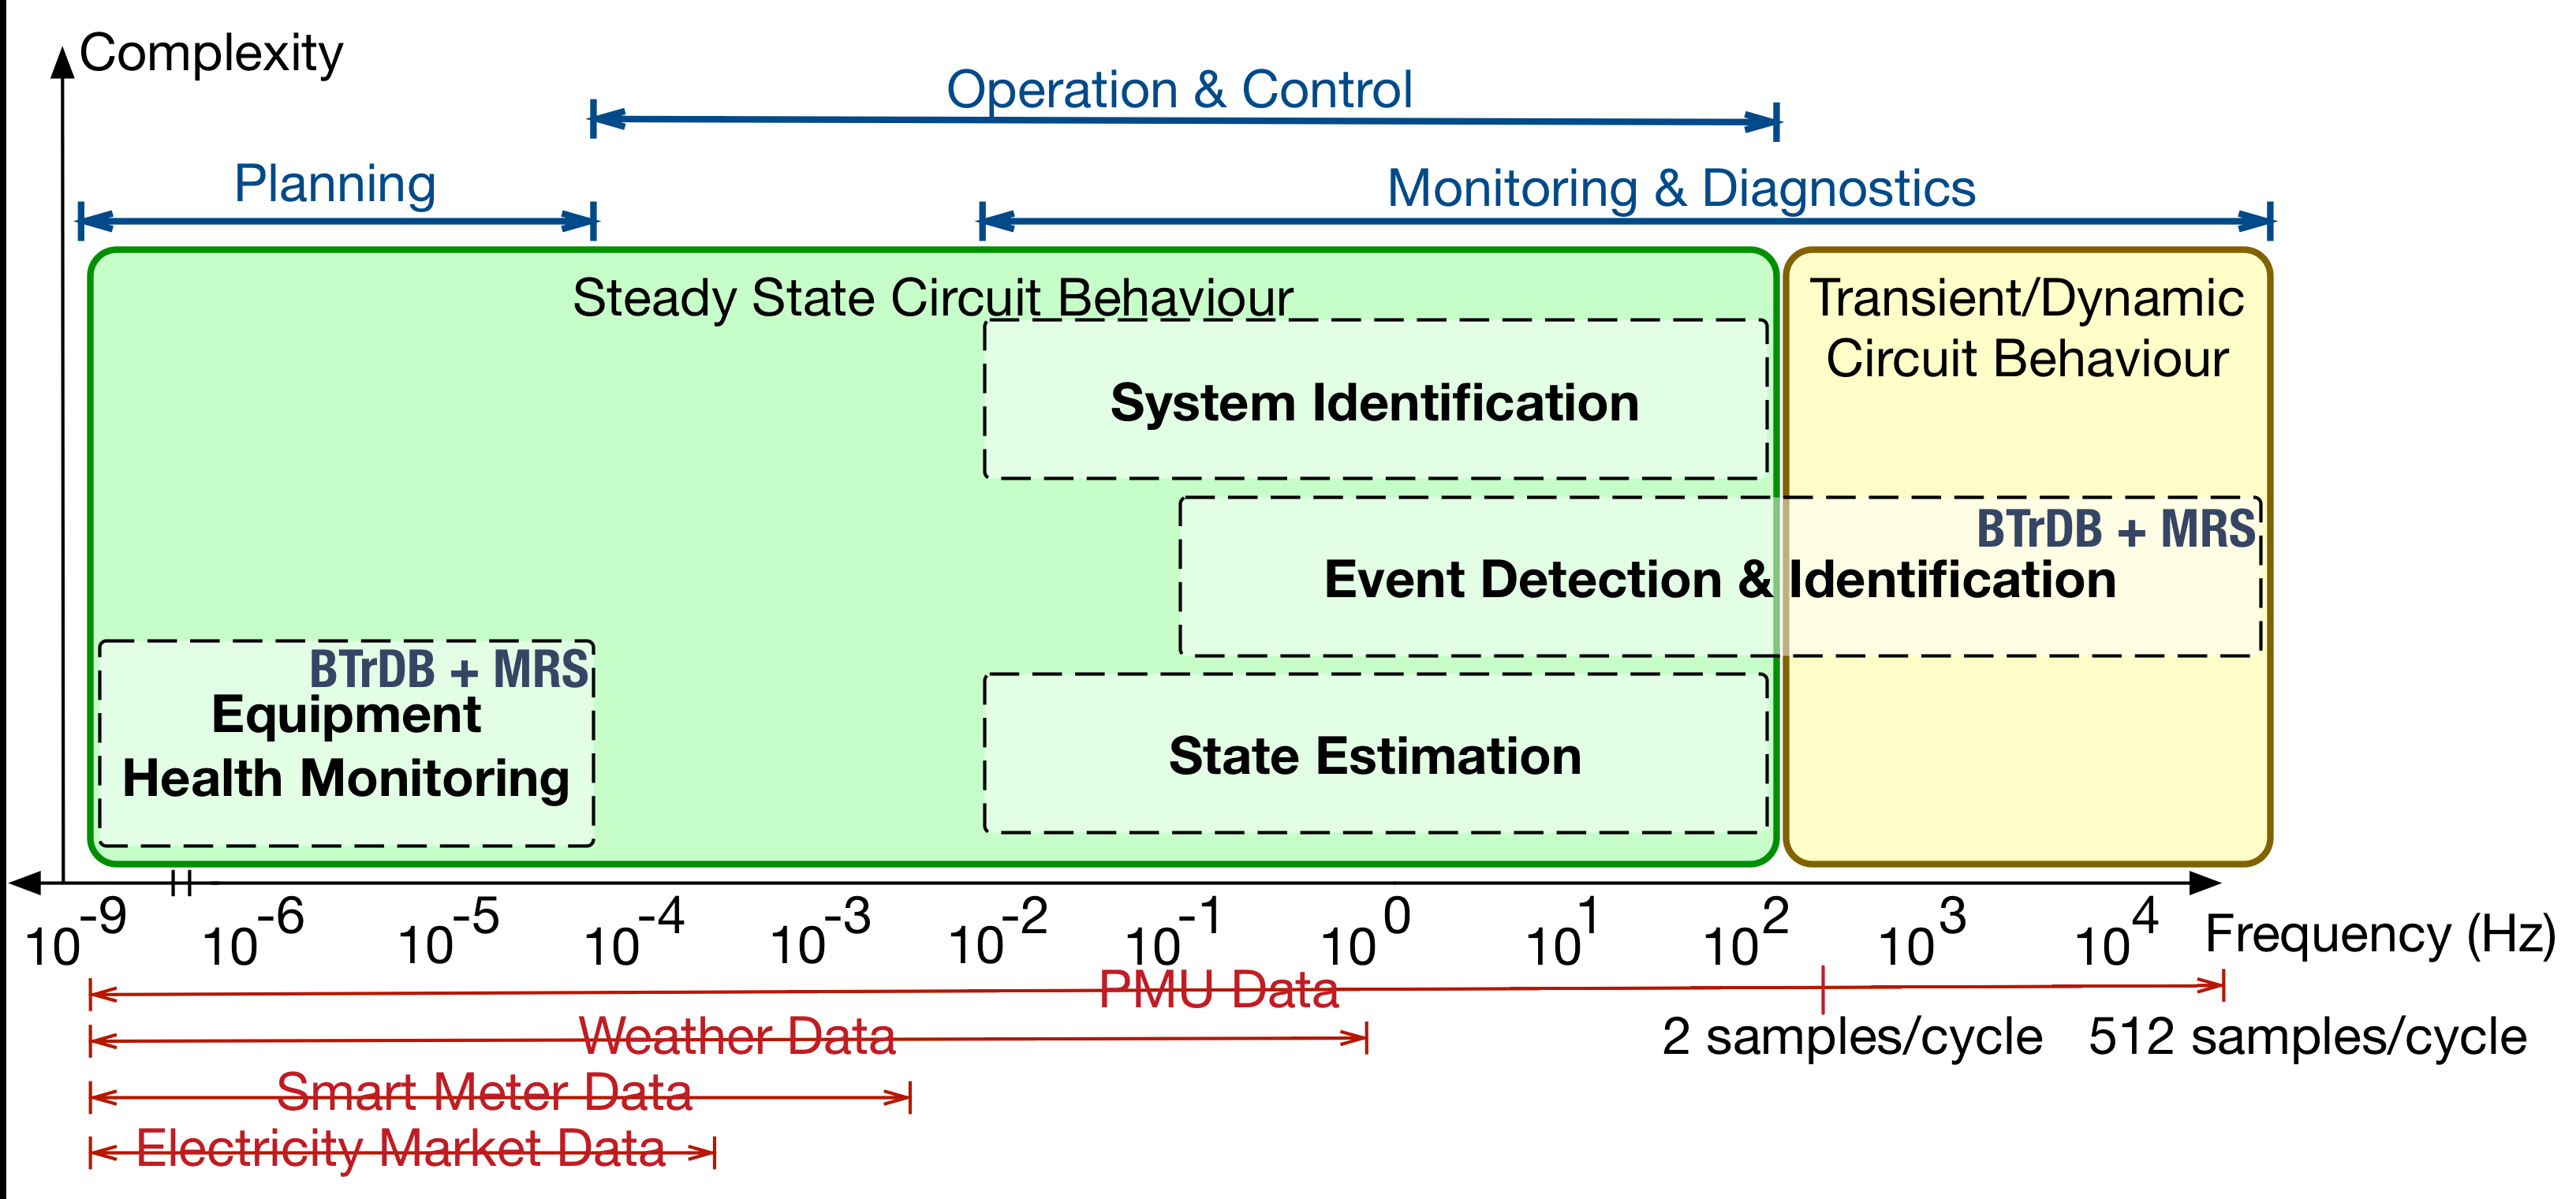 Complexity
Operation & Control
Planning
Monitoring & Diagnostics
Steady State Circuit Behaviour
Transient/Dynamic
Circuit Behaviour
System Identification
BTrDB + MRS
Event Detection & Identification
BTrDB + MRS
Equipment
Health Monitoring
State Estimation
10^-9 10^-6 10^-5 10^-4 10^-3 10^-2 10^-1 10^0 10^1 10^2 10^3 10^4 Frequency (Hz)
PMU Data
2 samples/cycle 512 samples/cycle
Weather Data
Smart Meter Data
Electricity Market Data